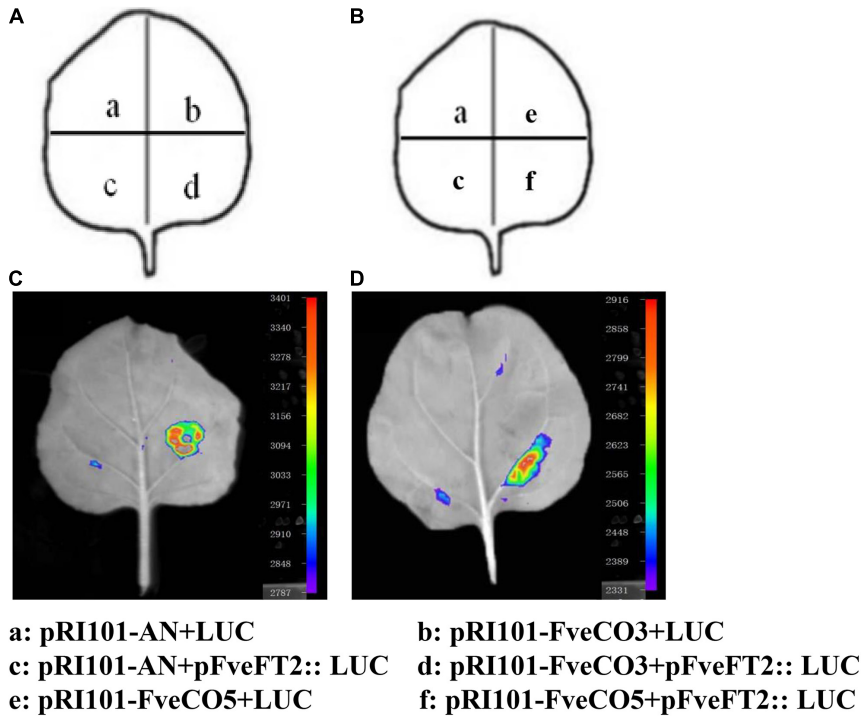 A
B
a b
c d
a e
c f
C
D
3401
3340
3278
3217
3156
3094
3033
2971
2910
2848
2787
2916
2858
2799
2741
2682
2623
2565
2506
2448
2389
2331
a: pRI101-AN+LUC
b: pRI101-FveCO3+LUC
c: pRI101-AN+pFveFT2:: LUC
d: pRI101-FveCO3+pFveFT2:: LUC
e: pRI101-FveCO5+LUC
f: pRI101-FveCO5+pFveFT2:: LUC